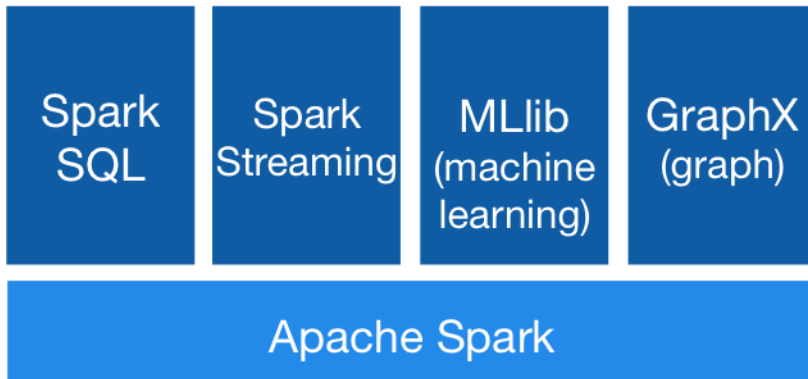 Spark
SQL
Spark
Streaming
MLlib
(machine
learning)
GraphX
(graph)
Apache Spark